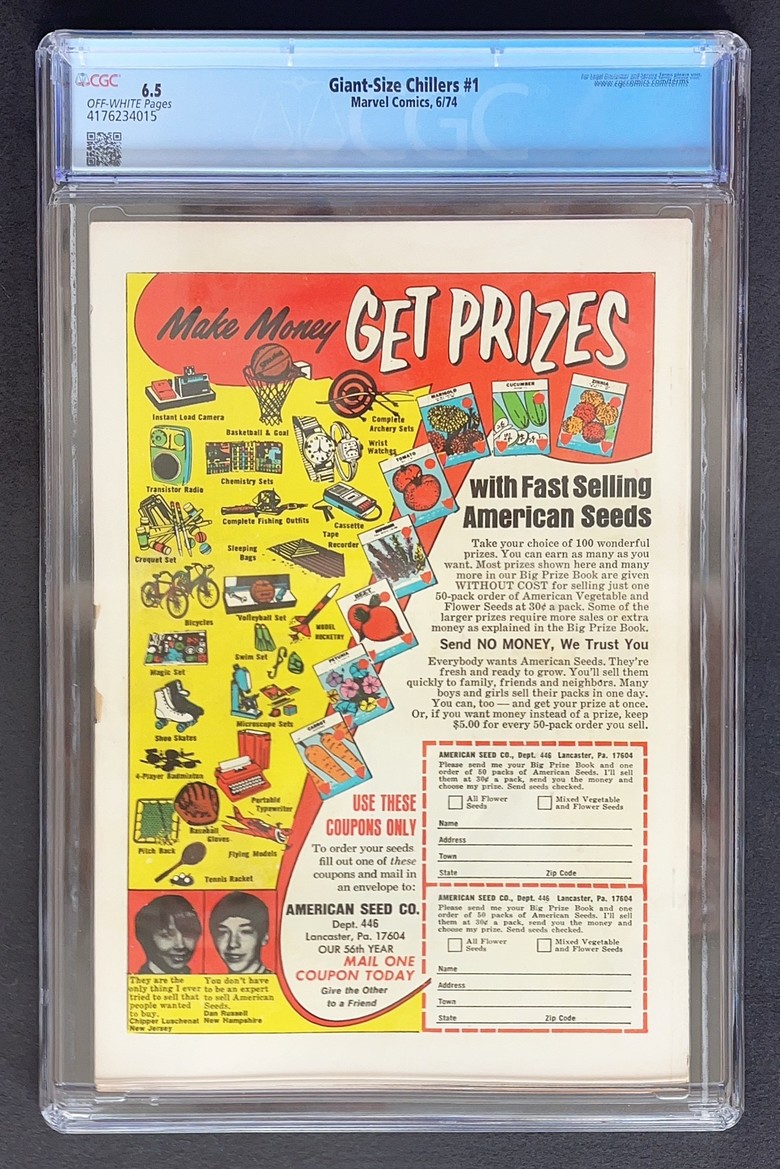 CGC
6.5
OFF-WHITE Pages
4176234015
Giant-Size Chillers #1
Marvel Comics, 6/74
www.cgccomics.com/terms
CGC
Make Money GET PRIZES
Instant Load Camera
Basketball & Goal
Complete
Archery Sets
Wrist
Watches
Transistor Radio
Chemistry Sets
Complete Fishing Outfits
Cassette
Tape
Recorder
Croquet Set
Sleeping
Bags
Bicycles
Volleyball Set
MODEL
ROCKETRY
Magic Set
Swim Set
Shoe Skates
Microscope Sets
4-Player Badminton
Portable
Typewriter
Pitch Back
Baseball
Gloves
Flying Models
Tennis Racket
MARIGOLD
CUCUMBER
ZINNIA
TOMATO
BEET
PETUNIA
CARROT
with Fast Selling
American Seeds
Take your choice of 100 wonderful
prizes. You can earn as many as you
want. Most prizes shown here and many
more in our Big Prize Book are given
WITHOUT COST for selling just one
50-pack order of American Vegetable and
Flower Seeds at 30¢ a pack. Some of the
larger prizes require more sales or extra
money as explained in the Big Prize Book.
Send NO MONEY, We Trust You
Everybody wants American Seeds. They're
fresh and ready to grow. You'll sell them
quickly to family, friends and neighbors. Many
boys and girls sell their packs in one day.
You can, too — and get your prize at once.
Or, if you want money instead of a prize, keep
$5.00 for every 50-pack order you sell.
USE THESE
COUPONS ONLY
To order your seeds
fill out one of these
coupons and mail in
an envelope to:
AMERICAN SEED CO.
Dept. 446
Lancaster, Pa. 17604
OUR 56th YEAR
MAIL ONE
COUPON TODAY
Give the Other
to a Friend
They are the
only thing I ever
tried to sell that
people wanted
to buy.
Chipper Luschenat
New Jersey
You don't have
to be an expert
to sell American
Seeds.
Dan Russell
New Hampshire
AMERICAN SEED CO., Dept. 446 Lancaster, Pa. 17604
Please send me your Big Prize Book and one
order of 50 packs of American Seeds. I'll sell
them at 30¢ a pack, send you the money and
choose my prize. Send seeds checked.
All Flower
Seeds
Mixed Vegetable
and Flower Seeds
Name
Address
Town
State Zip Code
AMERICAN SEED CO., Dept. 446 Lancaster, Pa. 17604
Please send me your Big Prize Book and one
order of 50 packs of American Seeds. I'll sell
them at 30¢ a pack, send you the money and
choose my prize. Send seeds checked.
All Flower
Seeds
Mixed Vegetable
and Flower Seeds
Name
Address
Town
State Zip Code